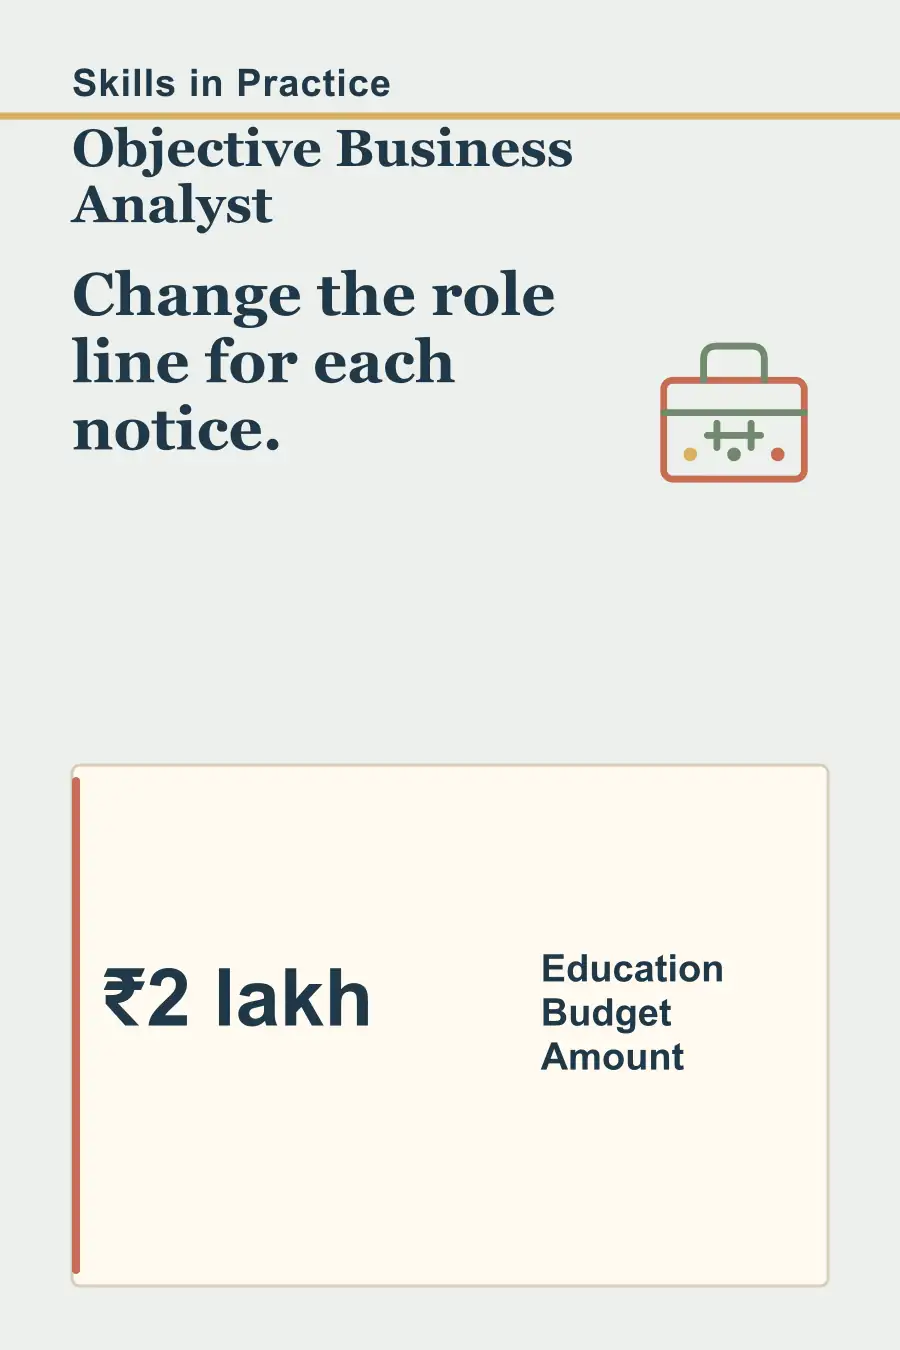 Skills in Practice
Objective Business
Analyst
Change the role
line for each
notice.
₹2 lakh
Education
Budget
Amount